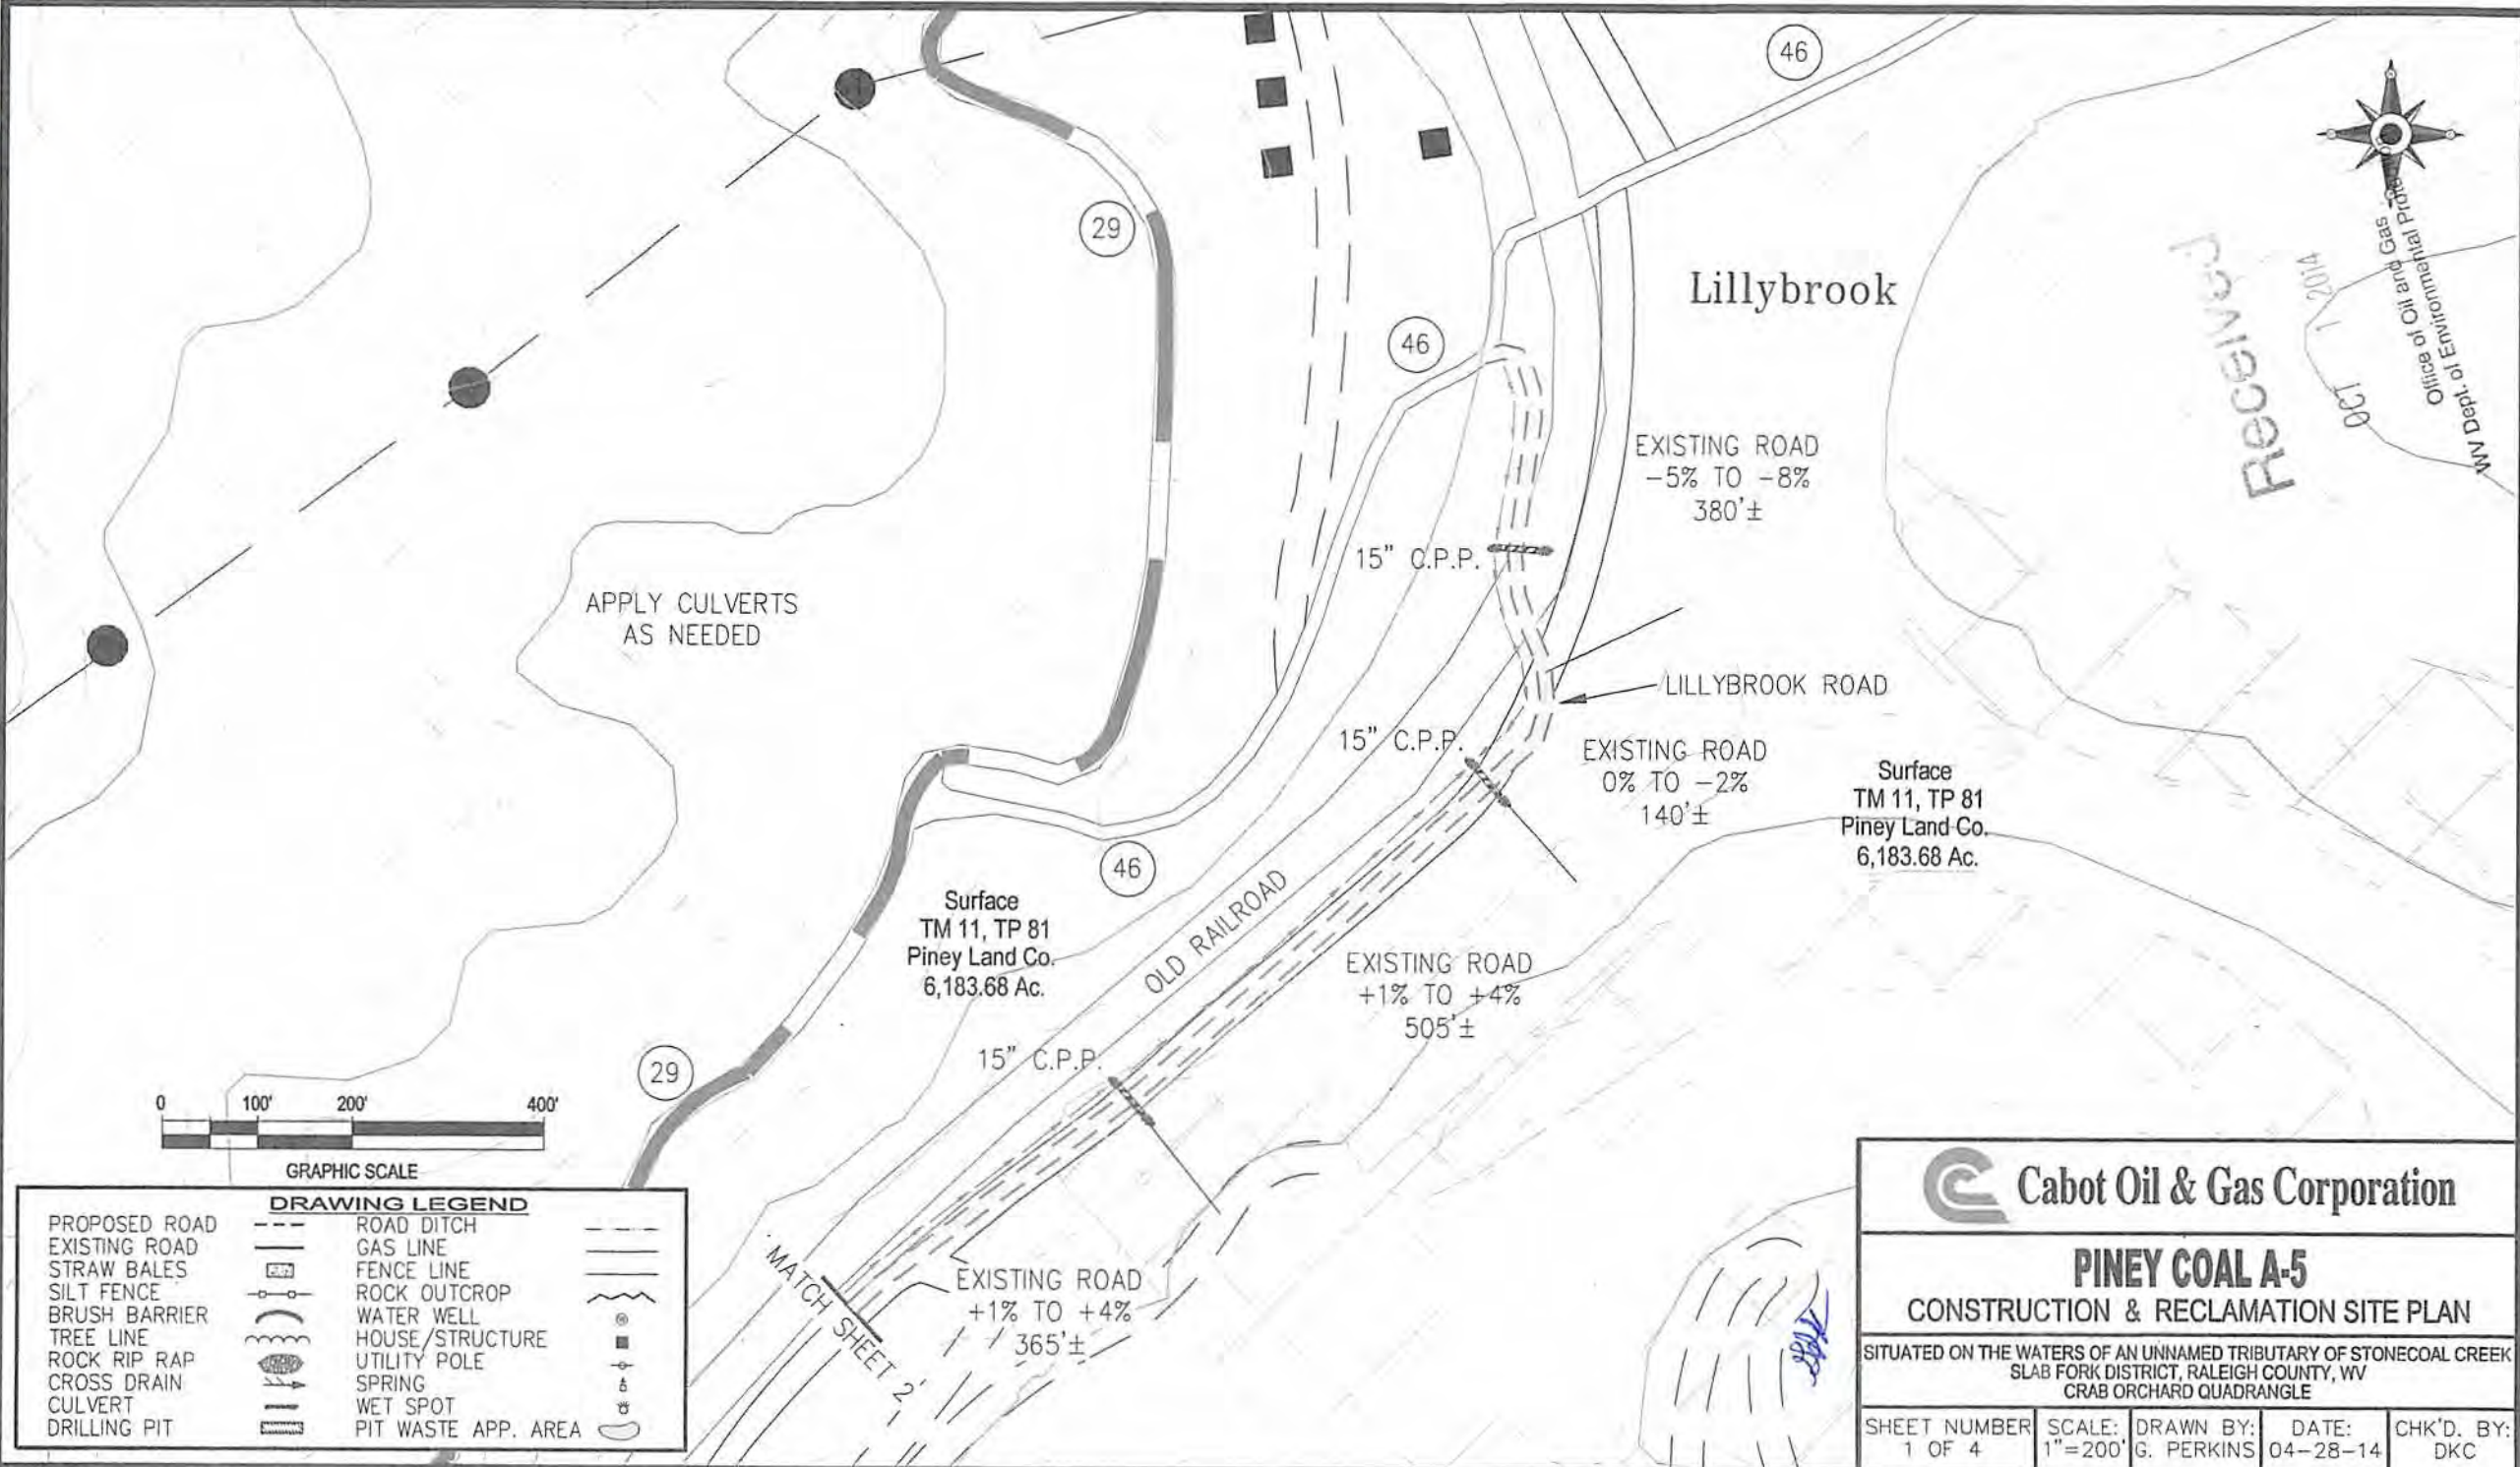 46
29
Lillybrook
46
Received
OCT 1 2014
Office of Oil and Gas
WV Dept. of Environmental
EXISTING ROAD
-5% TO -8%
380'±
15" C.P.P.
APPLY CULVERTS
AS NEEDED
LILLYBROOK ROAD
15" C.P.P.
EXISTING ROAD
0% TO -2%
140'±
Surface
TM 11, TP 81
Piney Land Co.
6,183.68 Ac.
46
Surface
TM 11, TP 81
Piney Land Co.
6,183.68 Ac.
OLD RAILROAD
EXISTING ROAD
+1% TO +4%
505'±
15" C.P.P.
29
0 100' 200' 400'
GRAPHIC SCALE
MATCH SHEET 2
EXISTING ROAD
+1% TO +4%
365'±
DRAWING LEGEND
PROPOSED ROAD
EXISTING ROAD
STRAW BALES
SILT FENCE
BRUSH BARRIER
TREE LINE
ROCK RIP RAP
CROSS DRAIN
CULVERT
DRILLING PIT
ROAD DITCH
GAS LINE
FENCE LINE
ROCK OUTCROP
WATER WELL
HOUSE/STRUCTURE
UTILITY POLE
SPRING
WET SPOT
PIT WASTE APP. AREA
Cabot Oil & Gas Corporation
PINEY COAL A-5
CONSTRUCTION & RECLAMATION SITE PLAN
SITUATED ON THE WATERS OF AN UNNAMED TRIBUTARY OF STONECOAL CREEK
SLAB FORK DISTRICT, RALEIGH COUNTY, WV
CRAB ORCHARD QUADRANGLE
SHEET NUMBER
1 OF 4
SCALE:
1"=200'
DRAWN BY:
G. PERKINS
DATE:
04-28-14
CHK'D. BY:
DKC